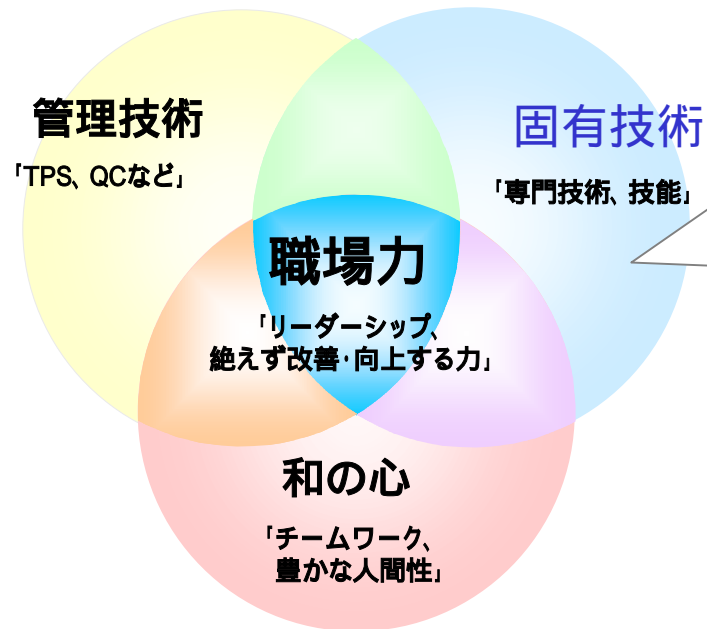 管理技術
「TPS、QCなど」
固有技術
「専門技術、技能」
職場力
「リーダーシップ、
絶えず改善・向上する力」
和の心
「チームワーク、
豊かな人間性」